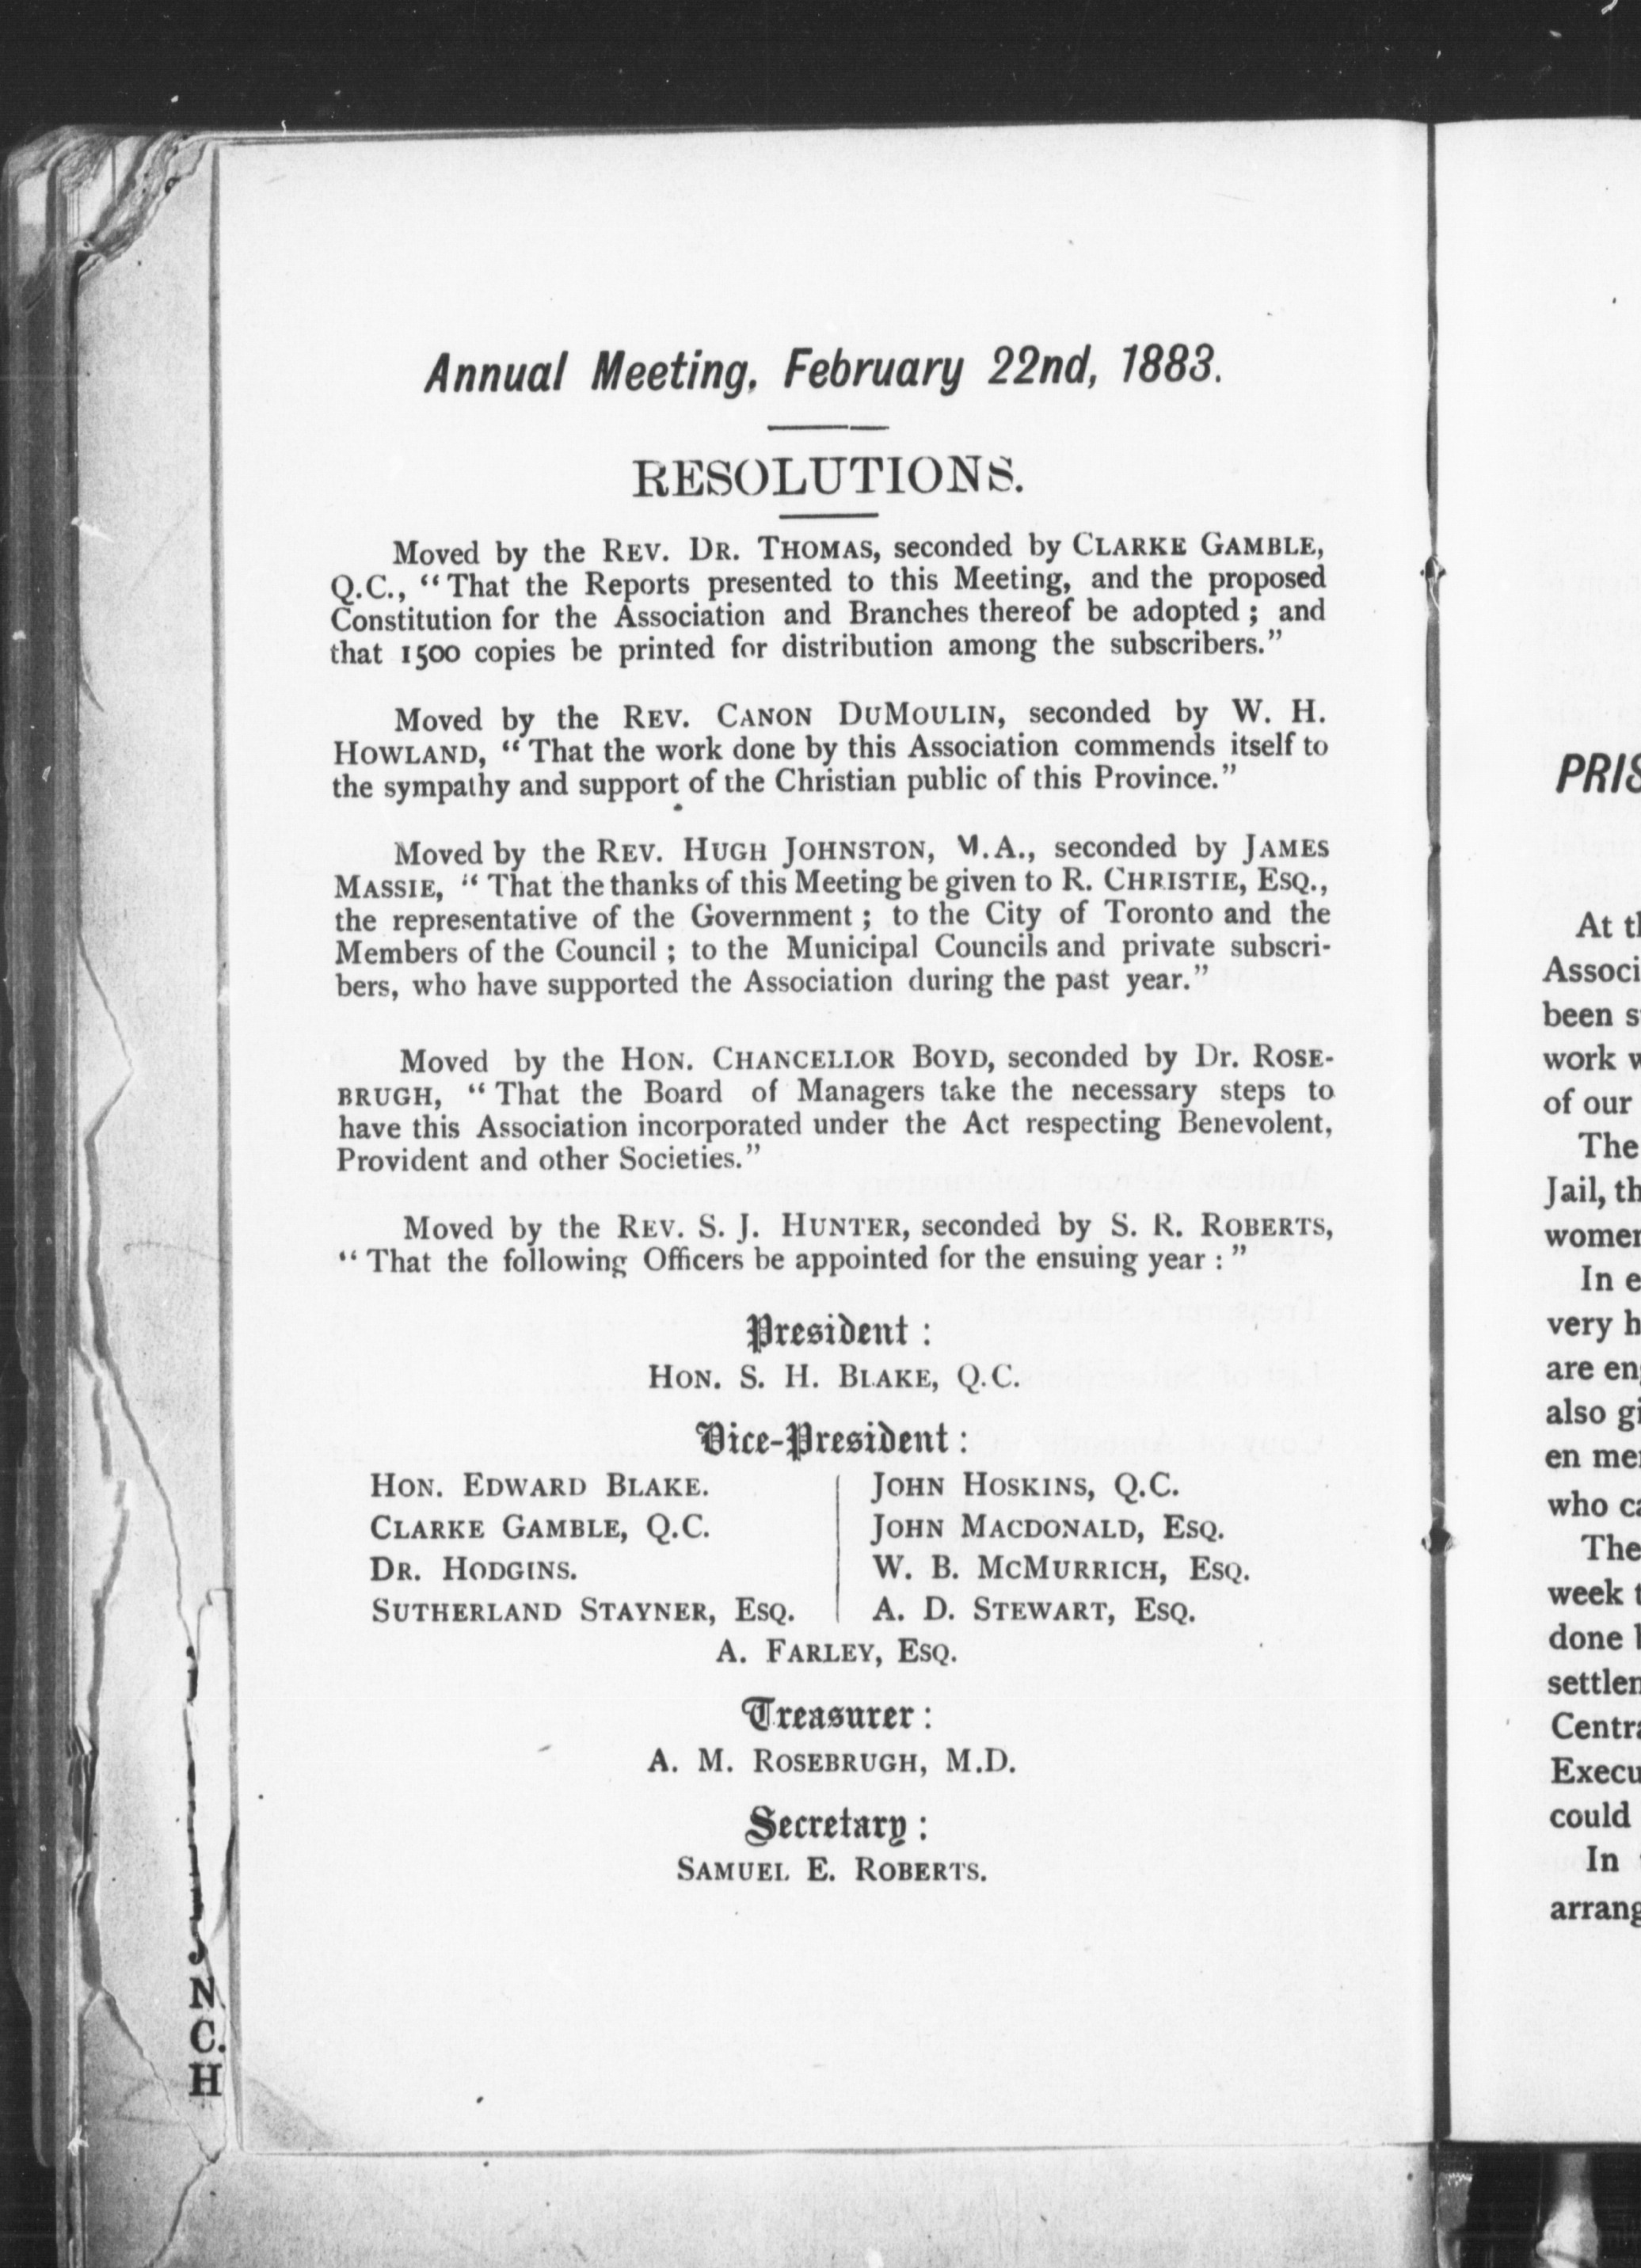 Annual Meeting, February 22nd, 1883.
RESOLUTIONS.
Moved by the REV. DR. THOMAS, seconded by CLARKE GAMBLE,
Q.C., "That the Reports presented to this Meeting, and the proposed
Constitution for the Association and Branches thereof be adopted; and
that 1500 copies be printed for distribution among the subscribers."
Moved by the REV. CANON DUMOULIN, seconded by W. H.
HOWLAND, "That the work done by this Association commends itself to
the sympathy and support of the Christian public of this Province."
Moved by the REV. HUGH JOHNSTON, M.A., seconded by JAMES
MASSIE, "That the thanks of this Meeting be given to R. CHRISTIE, ESQ.,
the representative of the Government; to the City of Toronto and the
Members of the Council; to the Municipal Councils and private subscri-
bers, who have supported the Association during the past year."
Moved by the HON. CHANCELLOR BOYD, seconded by Dr. ROSE-
BRUGH, "That the Board of Managers take the necessary steps to
have this Association incorporated under the Act respecting Benevolent,
Provident and other Societies."
Moved by the REV. S. J. HUNTER, seconded by S. R. ROBERTS,
"That the following Officers be appointed for the ensuing year:"
President:
HON. S. H. BLAKE, Q.C.
Vice-President:
HON. EDWARD BLAKE.
CLARKE GAMBLE, Q.C.
DR. HODGINS.
SUTHERLAND STAYNER, ESQ.
JOHN HOSKINS, Q.C.
JOHN MACDONALD, ESQ.
W. B. MCMURRICH, ESQ.
A. D. STEWART, ESQ.
A. FARLEY, ESQ.
Treasurer:
A. M. ROSEBRUGH, M.D.
Secretary:
SAMUEL E. ROBERTS.
N
C.
H
PRIS
At th
Associ
been s
work w
of our
The
Jail, th
women
In e
very h
are eng
also gi
en me
who ca
The
week t
done b
settlem
Centra
Execu
could
In
arrang